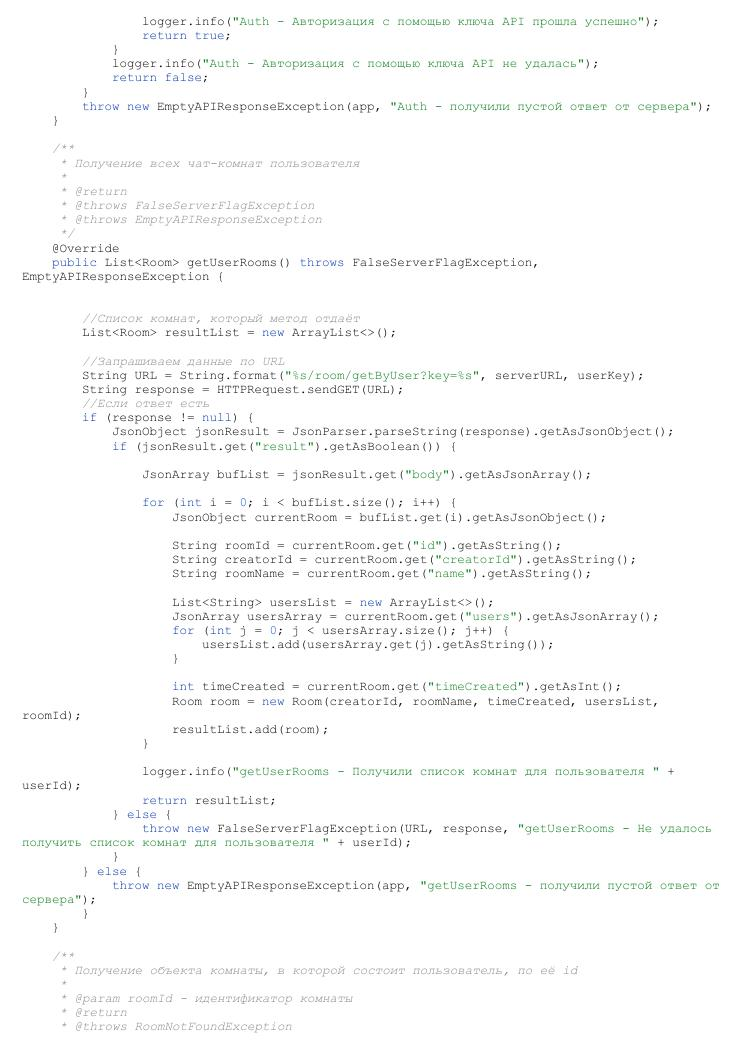 logger.info("Auth - Авторизация с помощью ключа API прошла успешно");
                return true;
            }
            logger.info("Auth - Авторизация с помощью ключа API не удалась");
            return false;
        }
        throw new EmptyAPIResponseException(app, "Auth - получили пустой ответ от сервера");
    }

    /**
     * Получение всех чат-комнат пользователя
     *
     * @return
     * @throws FalseServerFlagException
     * @throws EmptyAPIResponseException
     */
    @Override
    public List<Room> getUserRooms() throws FalseServerFlagException,
EmptyAPIResponseException {

        //Список комнат, который метод отдаёт
        List<Room> resultList = new ArrayList<>();

        //Запрашиваем данные по URL
        String URL = String.format("%s/room/getByUser?key=%s", serverURL, userKey);
        String response = HTTPRequest.sendGET(URL);
        //Если ответ есть
        if (response != null) {
            JsonObject jsonResult = JsonParser.parseString(response).getAsJsonObject();
            if (jsonResult.get("result").getAsBoolean()) {

                JsonArray bufList = jsonResult.get("body").getAsJsonArray();

                for (int i = 0; i < bufList.size(); i++) {
                    JsonObject currentRoom = bufList.get(i).getAsJsonObject();

                    String roomId = currentRoom.get("id").getAsString();
                    String creatorId = currentRoom.get("creatorId").getAsString();
                    String roomName = currentRoom.get("name").getAsString();

                    List<String> usersList = new ArrayList<>();
                    JsonArray usersArray = currentRoom.get("users").getAsJsonArray();
                    for (int j = 0; j < usersArray.size(); j++) {
                        usersList.add(usersArray.get(j).getAsString());
                    }

                    int timeCreated = currentRoom.get("timeCreated").getAsInt();
                    Room room = new Room(creatorId, roomName, timeCreated, usersList,
roomId);
                    resultList.add(room);
                }

                logger.info("getUserRooms - Получили список комнат для пользователя " +
userId);
                return resultList;
            } else {
                throw new FalseServerFlagException(URL, response, "getUserRooms - Не удалось
получить список комнат для пользователя " + userId);
            }
        } else {
            throw new EmptyAPIResponseException(app, "getUserRooms - получили пустой ответ от
сервера");
        }
    }

    /**
     * Получение объекта комнаты, в которой состоит пользователь, по её id
     *
     * @param roomId - идентификатор комнаты
     * @return
     * @throws RoomNotFoundException